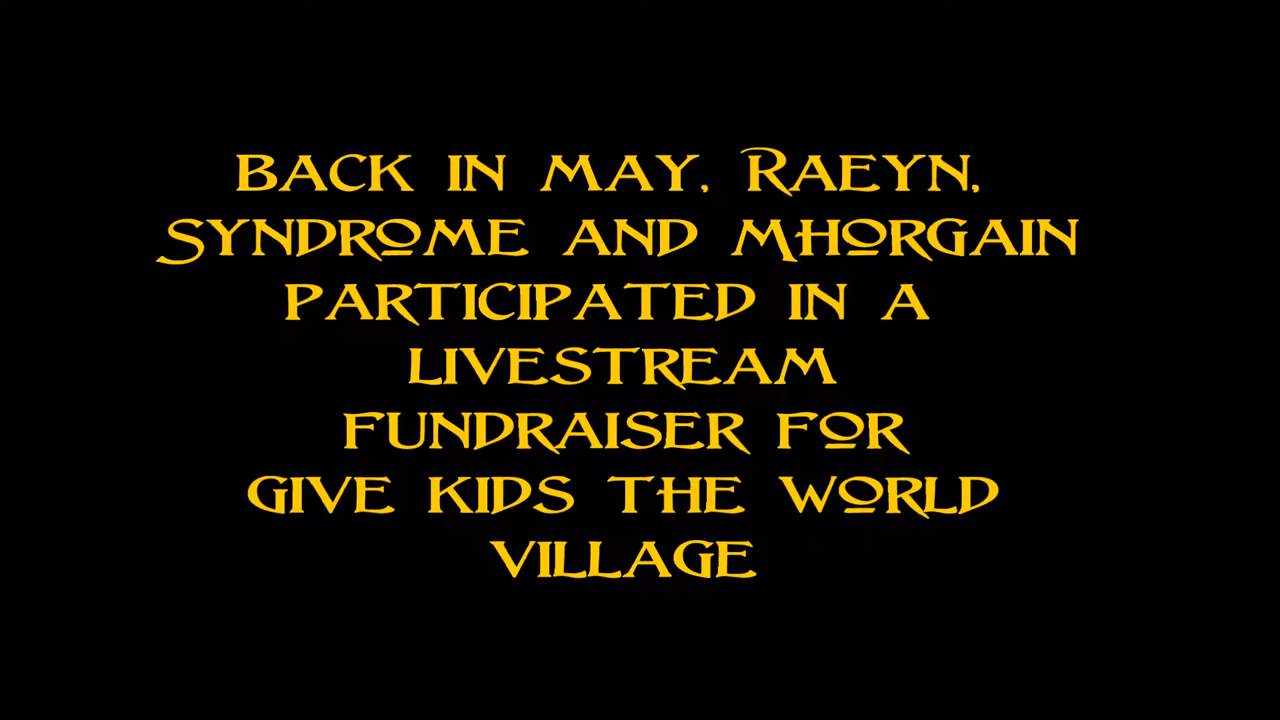 BACK IN MAY, RAEYN,
SYNDROME AND MHORGAIN
PARTICIPATED IN A
LIVESTREAM
FUNDRAISER FOR
GIVE KIDS THE WORLD
VILLAGE